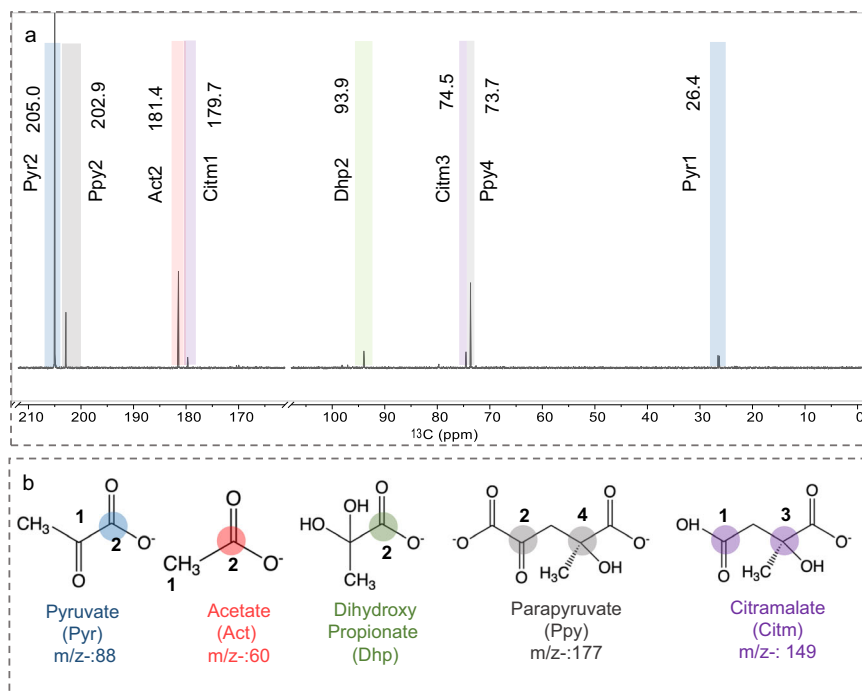 a
205.0
202.9
181.4
179.7
93.9
74.5
73.7
26.4
Pyr2
Ppy2
Act2
Citm1
Dhp2
Citm3
Ppy4
Pyr1
210 200 190 180 170 100 90 80 70 60 50 40 30 20 10 0
13C (ppm)
b
O
1
CH3
2
O-
O
O
H3C
1
2
O-
O
OH
HO
CH3
2
O-
O
2
4
O
-O
O-
O
H3C
OH
O
1
3
O
OH
O-
H3C
OH
Pyruvate
(Pyr)
m/z-:88
Acetate
(Act)
m/z-:60
Dihydroxy
Propionate
(Dhp)
Parapyruvate
(Ppy)
m/z-:177
Citramalate
(Citm)
m/z-: 149